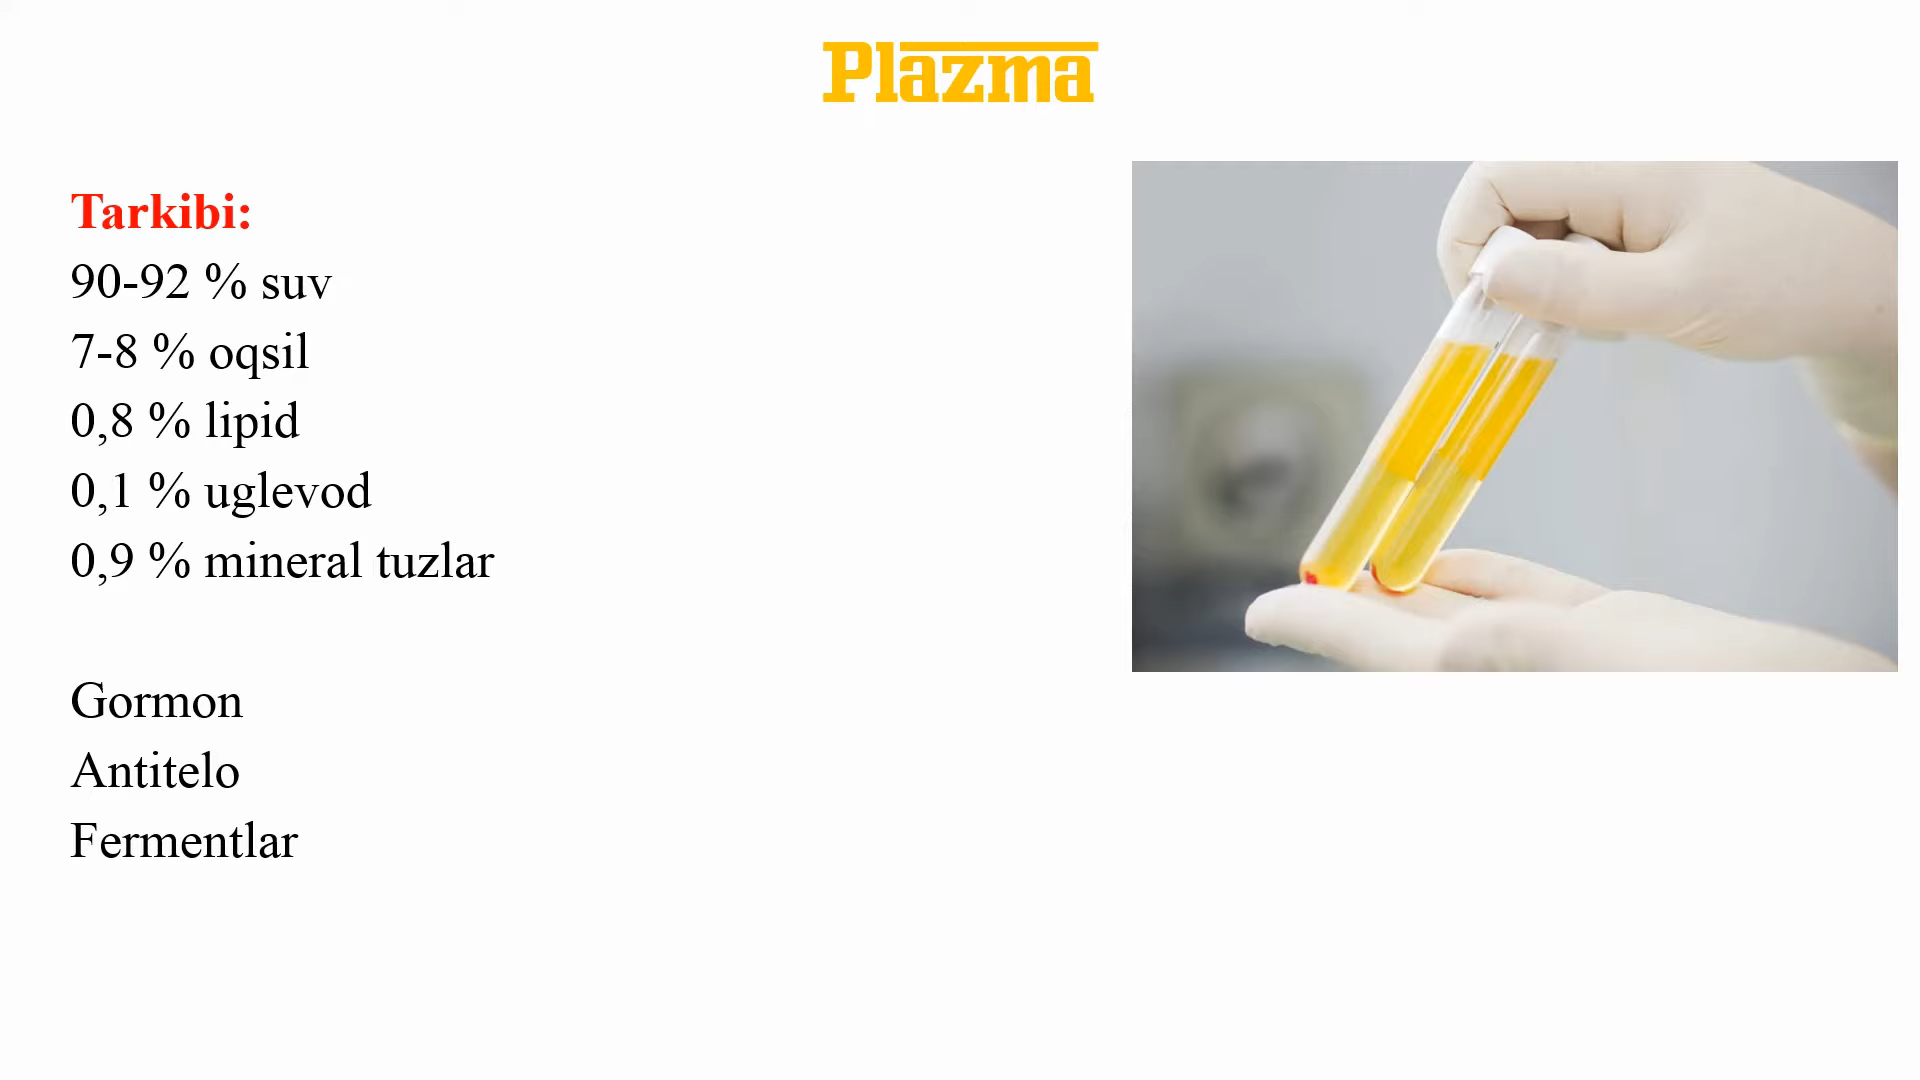 Plazma
Tarkibi:
90-92 % suv
7-8 % oqsil
0,8 % lipid
0,1 % uglevod
0,9 % mineral tuzlar
Gormon
Antitelo
Fermentlar